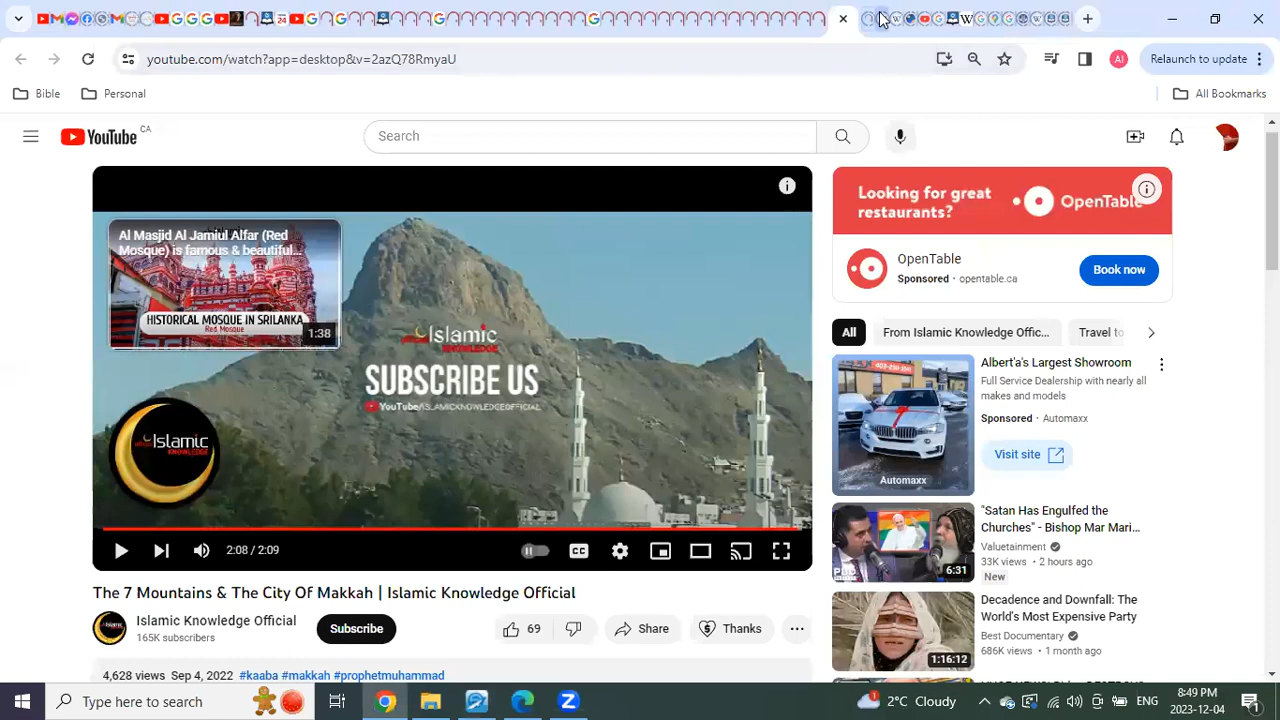 youtube.com/watch?app=desktop&v=2azQ78RmyaU
Relaunch to update
Bible
Personal
All Bookmarks
YouTube CA
Search
Al Masjid Al Jamiul Alfar (Red
Mosque) is famous & beautiful...
HISTORICAL MOSQUE IN SRILANKA
Red Mosque
1:38
Islamic
KNOWLEDGE
SUBSCRIBE US
YouTube/ISLAMICKNOWLEDGEOFFICIAL
Islamic
KNOWLEDGE
2:08 / 2:09
CC
The 7 Mountains & The City Of Makkah | Islamic Knowledge Official
Islamic Knowledge Official
165K subscribers
Subscribe
69
Share
Thanks
4,628 views Sep 4, 2022 #kaaba #makkah #prophetmuhammad
Looking for great
restaurants?
OpenTable
OpenTable
Sponsored · opentable.ca
Book now
All
From Islamic Knowledge Offic...
Travel to
Albert'a's Largest Showroom
Full Service Dealership with nearly all
makes and models
Sponsored · Automaxx
Visit site
Automaxx
"Satan Has Engulfed the
Churches" - Bishop Mar Mari...
Valuetainment
33K views · 2 hours ago
New
6:31
Decadence and Downfall: The
World's Most Expensive Party
Best Documentary
686K views · 1 month ago
1:16:12
Type here to search
2°C Cloudy
ENG
8:49 PM
2023-12-04